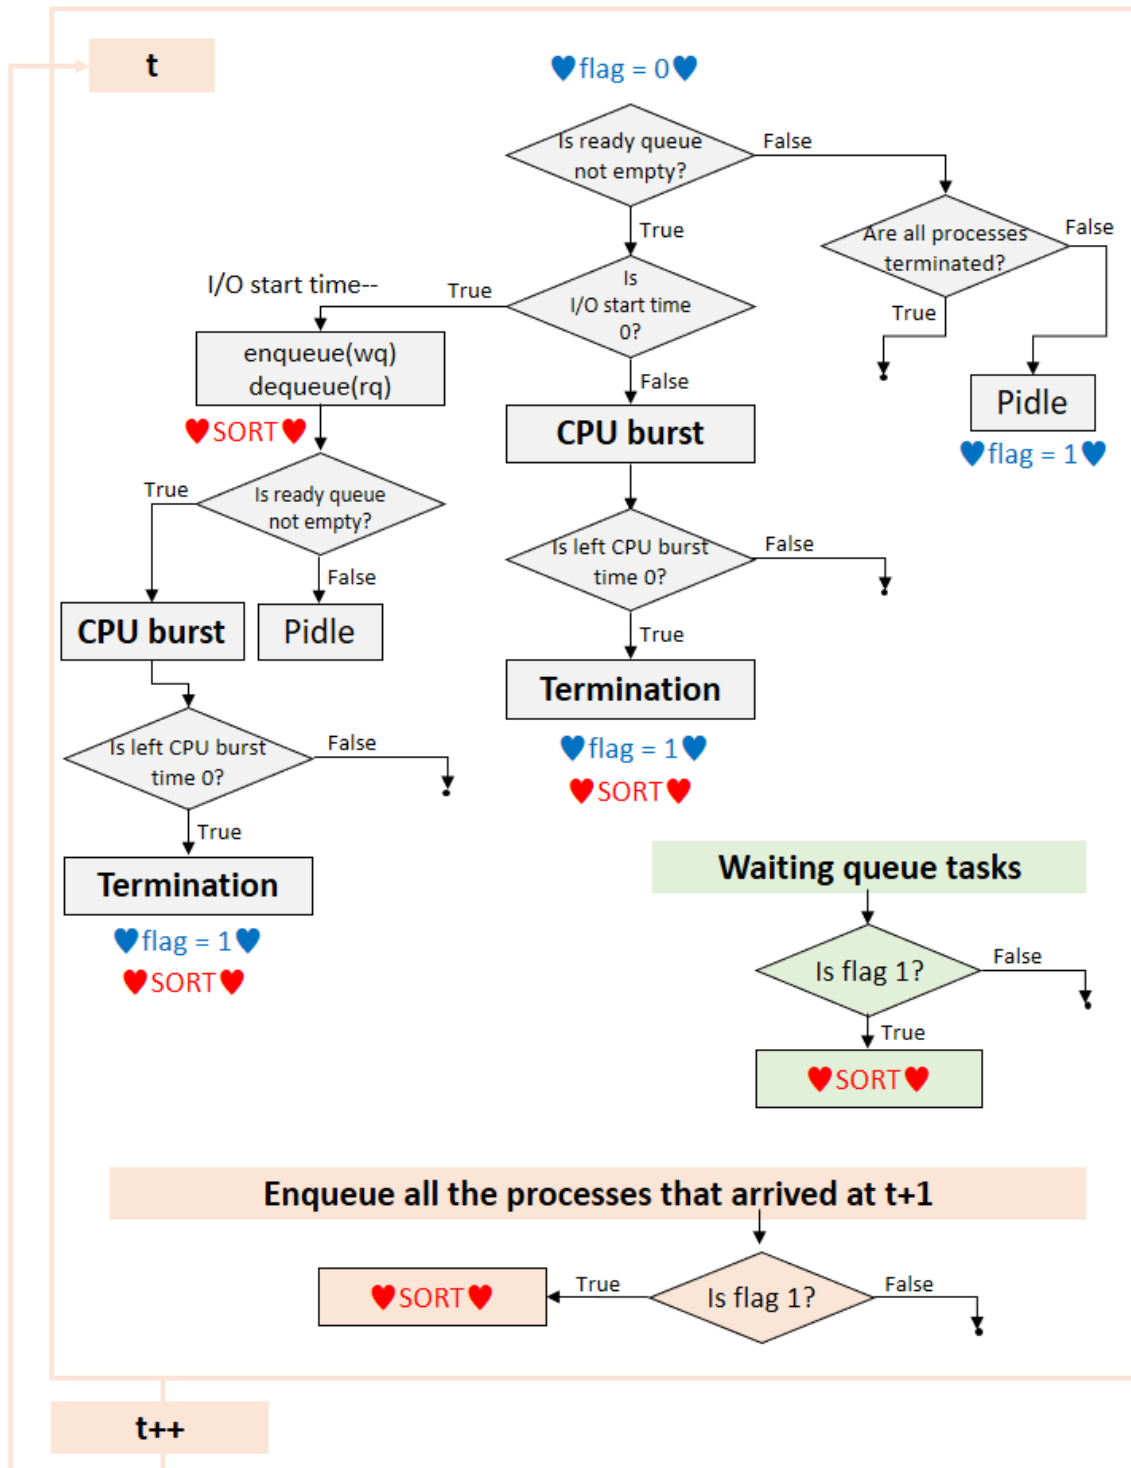 t
♥flag = 0♥
Is ready queue
not empty?
False
True
Are all processes
terminated?
False
True
Pidle
♥flag = 1♥
Is
I/O start time
0?
True
I/O start time--
enqueue(wq)
dequeue(rq)
♥SORT♥
False
CPU burst
Is ready queue
not empty?
True
False
Is left CPU burst
time 0?
False
CPU burst
Pidle
True
Termination
♥flag = 1♥
♥SORT♥
Is left CPU burst
time 0?
False
True
Termination
♥flag = 1♥
♥SORT♥
Waiting queue tasks
Is flag 1?
False
True
♥SORT♥
Enqueue all the processes that arrived at t+1
Is flag 1?
True
False
♥SORT♥
t++